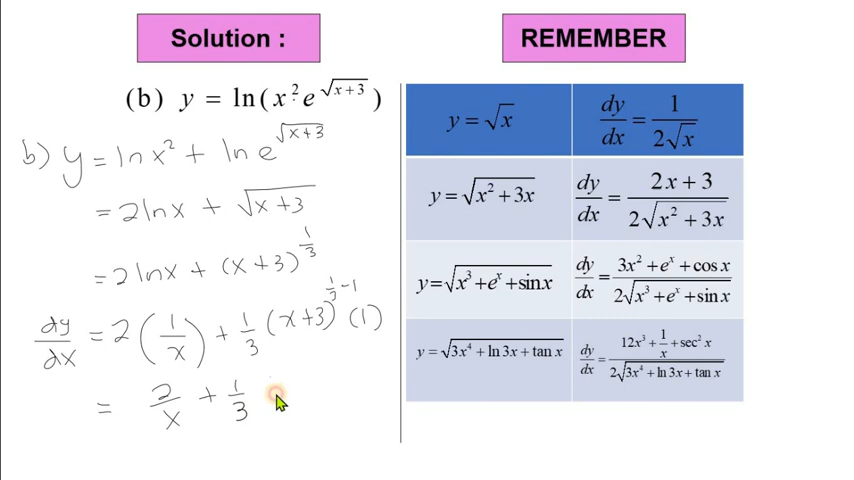 Solution :
(b) y = ln( x² e^√(x+3) )
b) y = ln x² + ln e^√(x+3)
= 2 ln x + √(x+3)
= 2 ln x + (x+3)^(1/3)
dy/dx = 2 (1/x) + 1/3 (x+3)^(1/3 -1) (1)
= 2/x + 1/3
REMEMBER
y = √x dy/dx = 1/(2√x)
y = √(x² + 3x) dy/dx = (2x + 3)/(2√(x² + 3x))
y = √(x³ + eˣ + sin x) dy/dx = (3x² + eˣ + cos x)/(2√(x³ + eˣ + sin x))
y = √(3x⁴ + ln 3x + tan x) dy/dx = (12x³ + 1/x + sec² x)/(2√(3x⁴ + ln 3x + tan x))